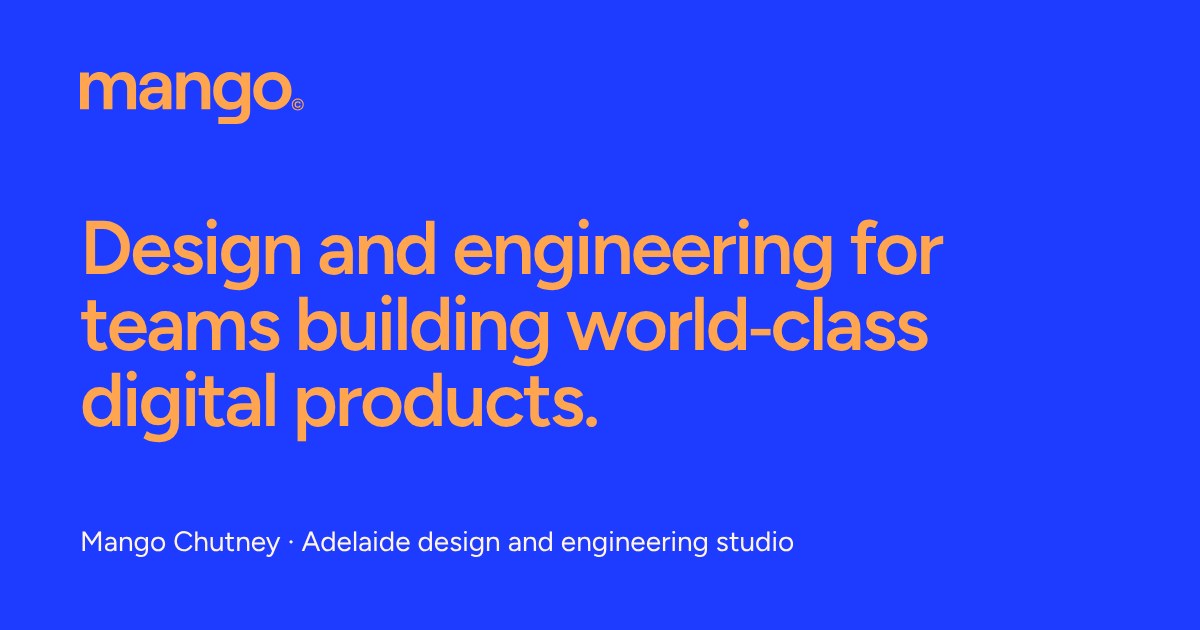 mango©
Design and engineering for
teams building world-class
digital products.
Mango Chutney · Adelaide design and engineering studio